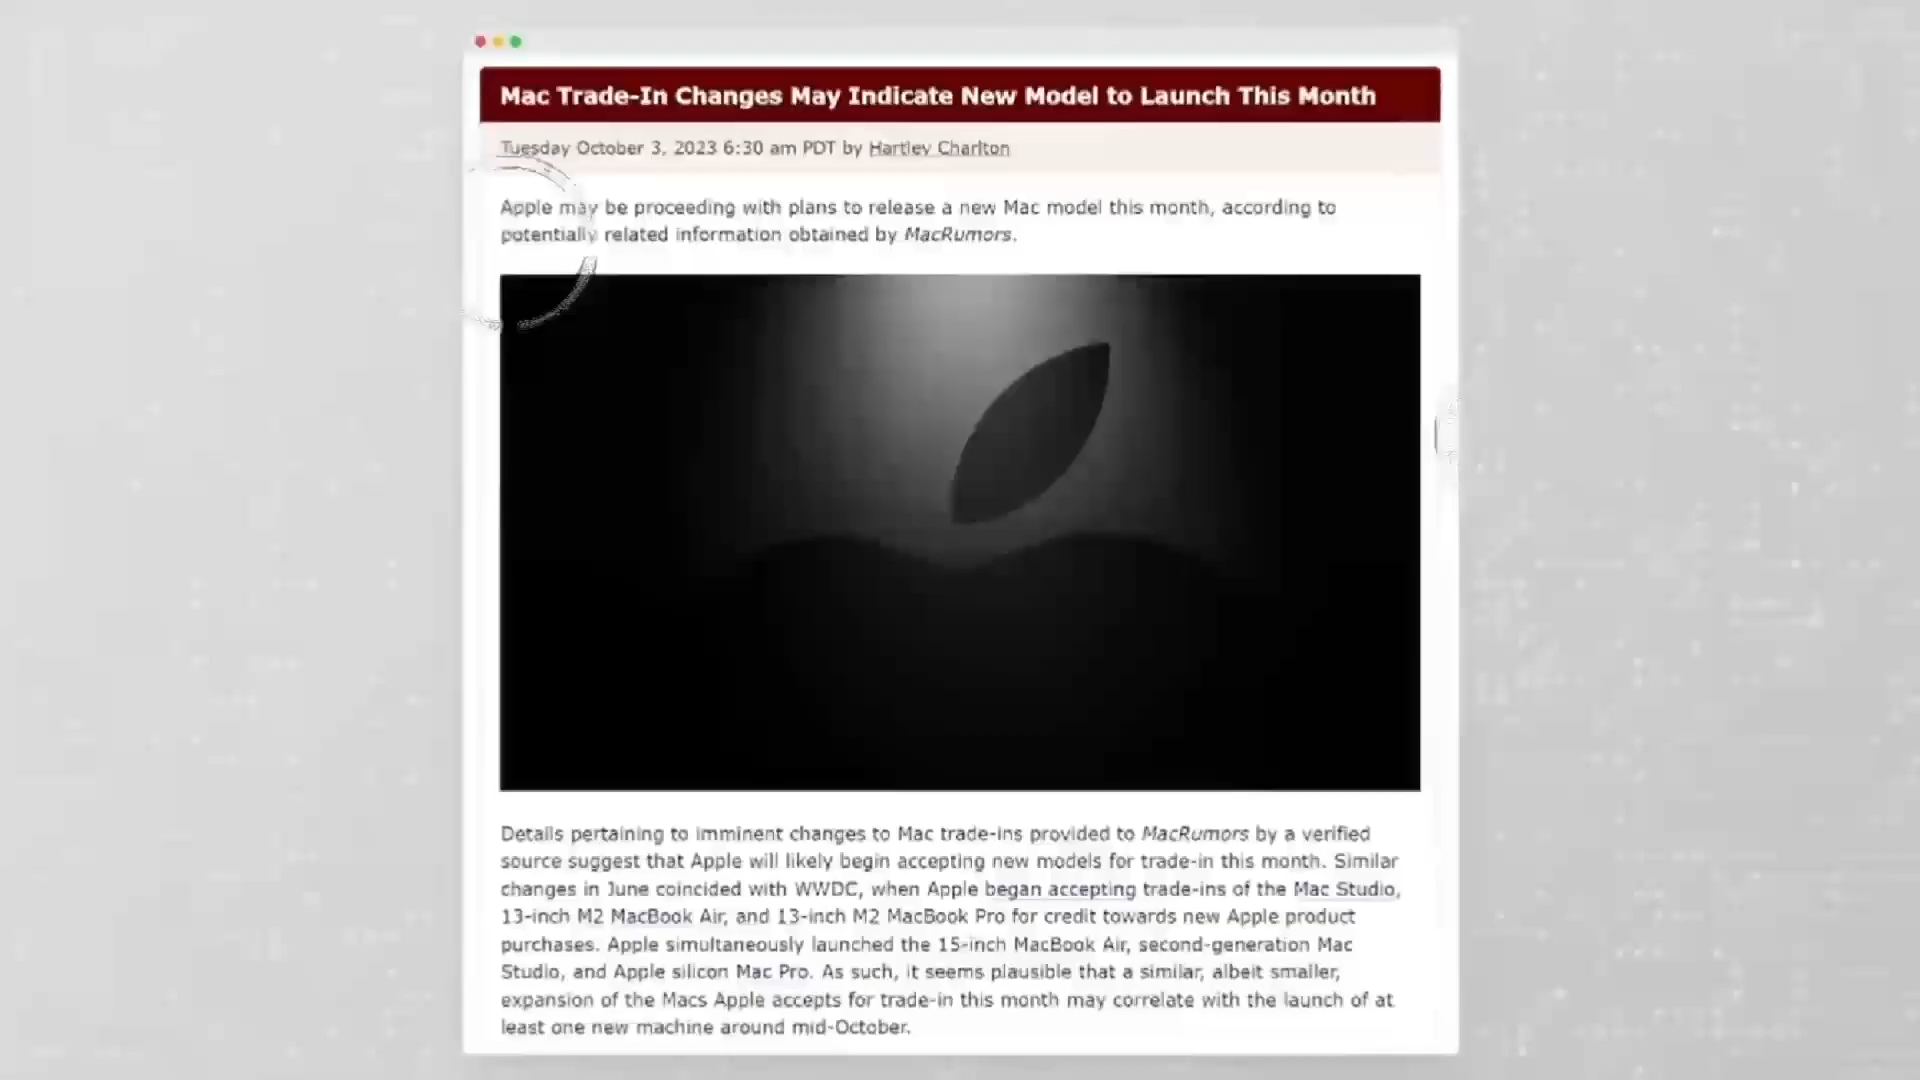 Mac Trade-In Changes May Indicate New Model to Launch This Month
Tuesday October 3, 2023 6:30 am PDT by Hartley Charlton
Apple may be proceeding with plans to release a new Mac model this month, according to
potentially related information obtained by MacRumors.
Details pertaining to imminent changes to Mac trade-ins provided to MacRumors by a verified
source suggest that Apple will likely begin accepting new models for trade-in this month. Similar
changes in June coincided with WWDC, when Apple began accepting trade-ins of the Mac Studio,
13-inch M2 MacBook Air, and 13-inch M2 MacBook Pro for credit towards new Apple product
purchases. Apple simultaneously launched the 15-inch MacBook Air, second-generation Mac
Studio, and Apple silicon Mac Pro. As such, it seems plausible that a similar, albeit smaller,
expansion of the Macs Apple accepts for trade-in this month may correlate with the launch of at
least one new machine around mid-October.